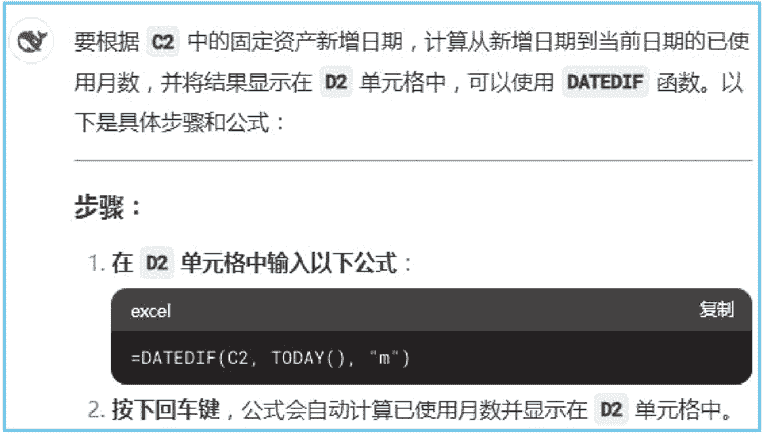 要根据 C2 中的固定资产新增日期，计算从新增日期到当前日期的已使
用月数，并将结果显示在 D2 单元格中，可以使用 DATEDIF 函数。以
下是具体步骤和公式：
步骤：
1. 在 D2 单元格中输入以下公式：
excel 复制
=DATEDIF(C2, TODAY(), "m")
2. 按下回车键，公式会自动计算已使用月数并显示在 D2 单元格中。